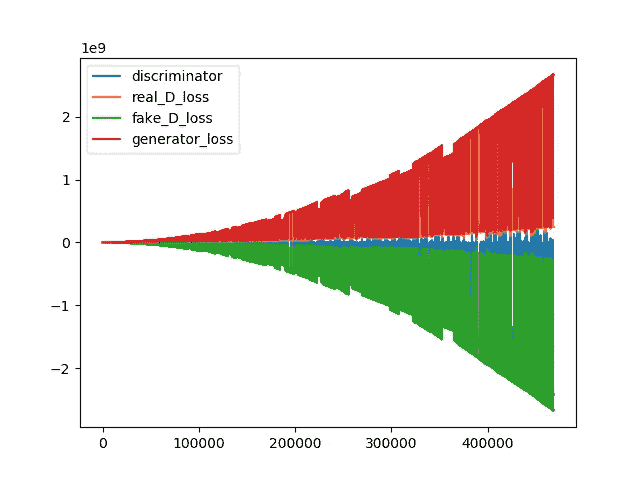 1e9
discriminator
real_D_loss
fake_D_loss
generator_loss
2
1
0
−1
−2
0 100000 200000 300000 400000